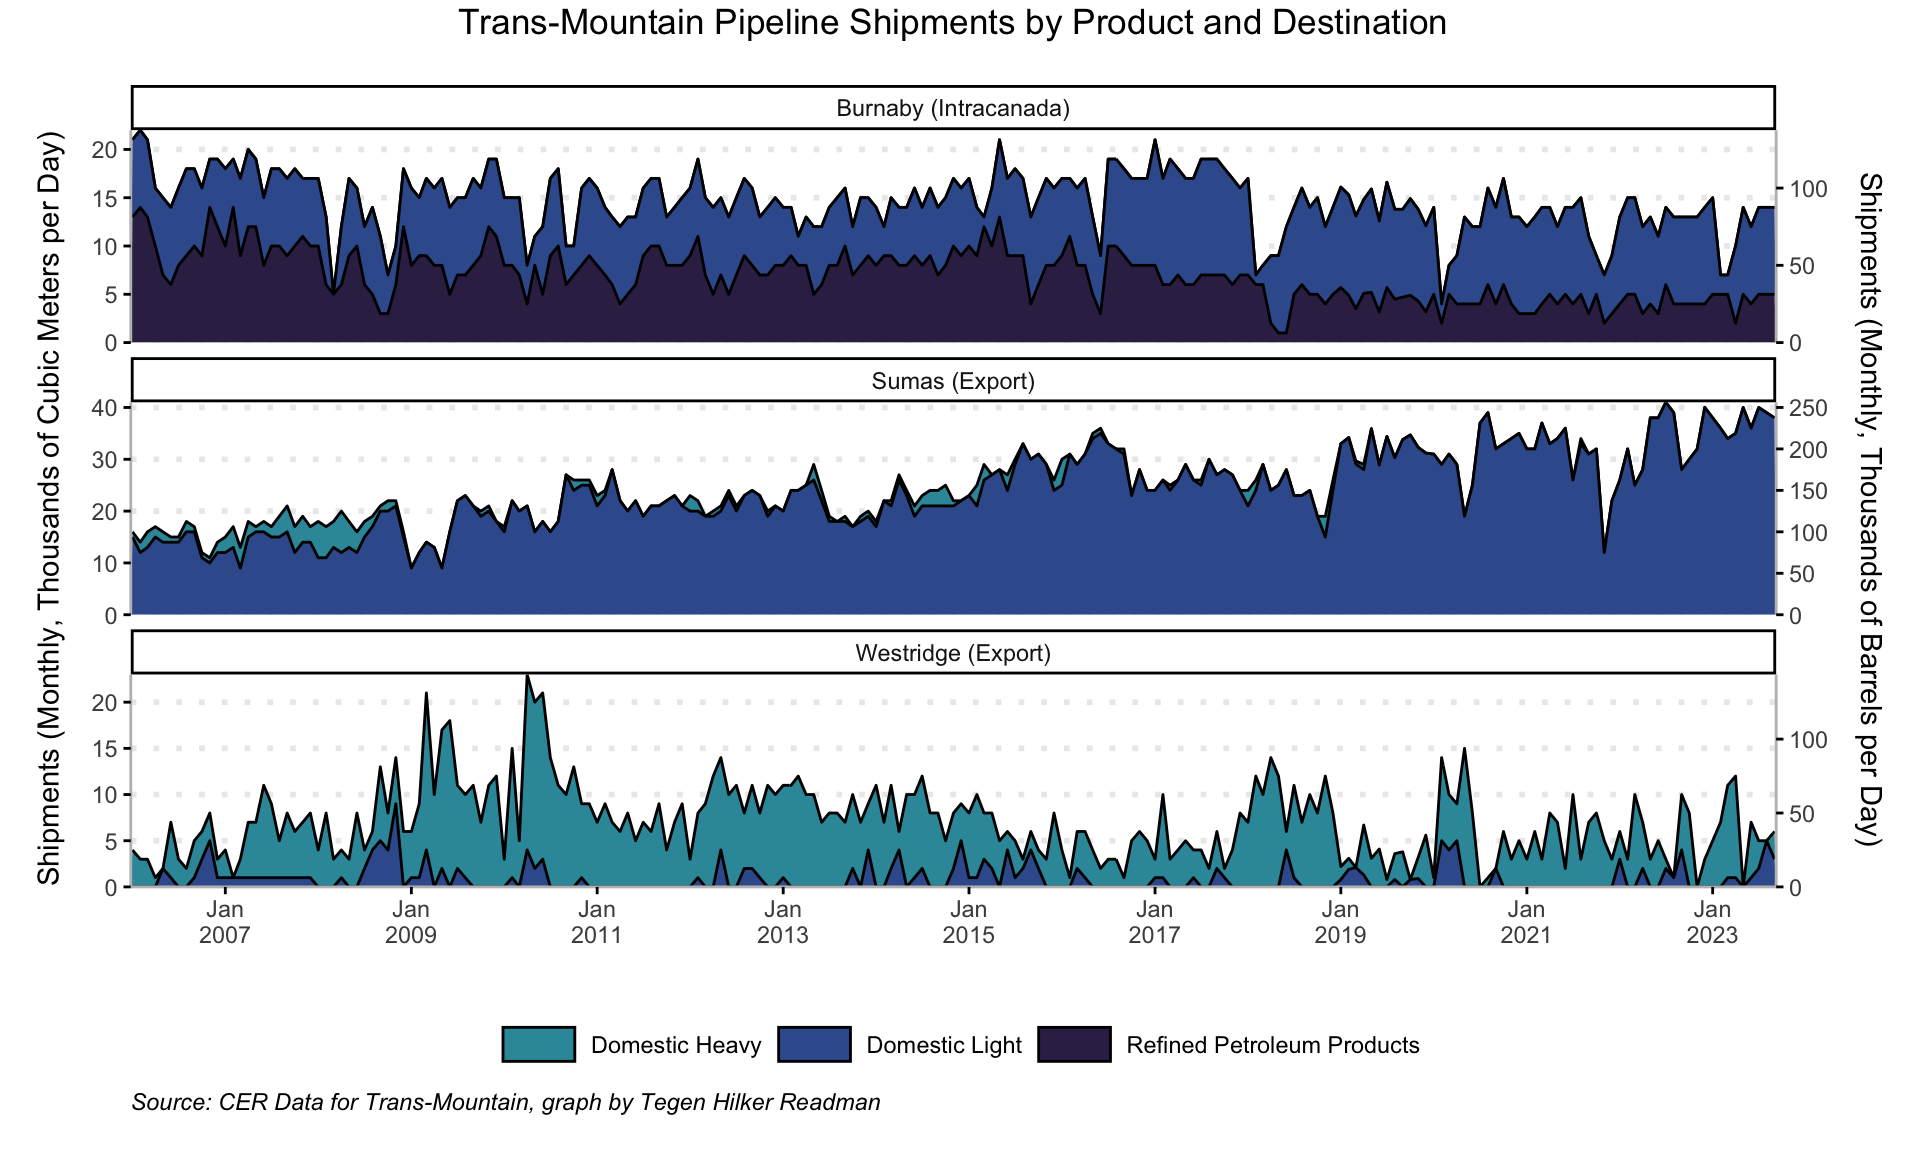 Trans-Mountain Pipeline Shipments by Product and Destination
Shipments (Monthly, Thousands of Cubic Meters per Day)
Burnaby (Intracanada)
20
15
10
5
0
100
50
0
Sumas (Export)
40
30
20
10
0
250
200
150
100
50
0
Westridge (Export)
20
15
10
5
0
100
50
0
Shipments (Monthly, Thousands of Barrels per Day)
Jan Jan Jan Jan Jan Jan Jan Jan Jan
2007 2009 2011 2013 2015 2017 2019 2021 2023
Domestic Heavy Domestic Light Refined Petroleum Products
Source: CER Data for Trans-Mountain, graph by Tegen Hilker Readman